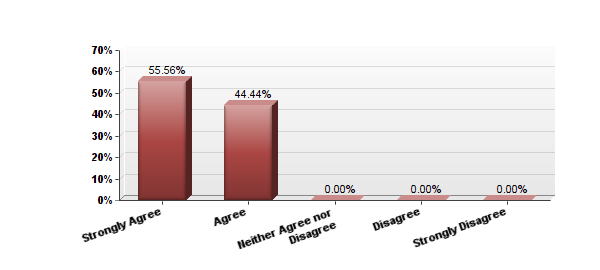 70%
60%
50%
40%
30%
20%
10%
0%
55.56%
44.44%
0.00%
0.00%
0.00%
Strongly Agree
Agree
Neither Agree nor
Disagree
Disagree
Strongly Disagree